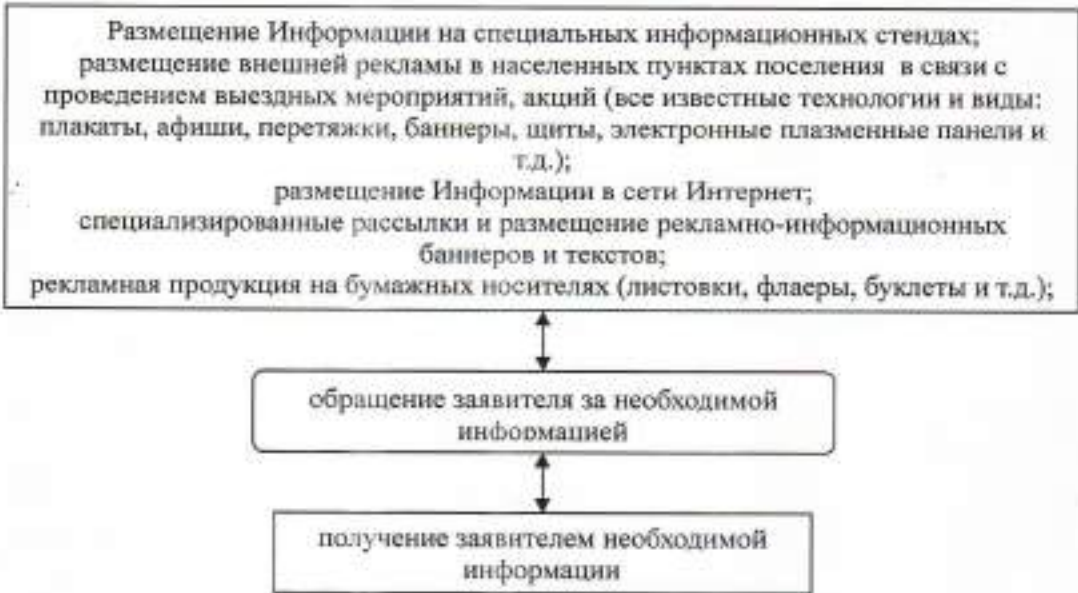 Размещение Информации на специальных информационных стендах;
размещение внешней рекламы в населенных пунктах поселения в связи с
проведением выездных мероприятий, акций (все известные технологии и виды:
плакаты, афиши, перетяжки, баннеры, щиты, электронные плазменные панели и
т.д.);
размещение Информации в сети Интернет;
специализированные рассылки и размещение рекламно-информационных
баннеров и текстов;
рекламная продукция на бумажных носителях (листовки, флаеры, буклеты и т.д.);
обращение заявителя за необходимой
информацией
получение заявителем необходимой
информации